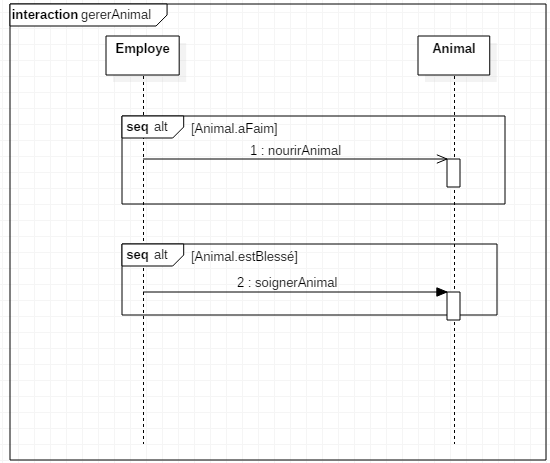 interaction gererAnimal
Employe
Animal
seq alt
[Animal.aFaim]
1 : nourirAnimal
seq alt
[Animal.estBlessé]
2 : soignerAnimal